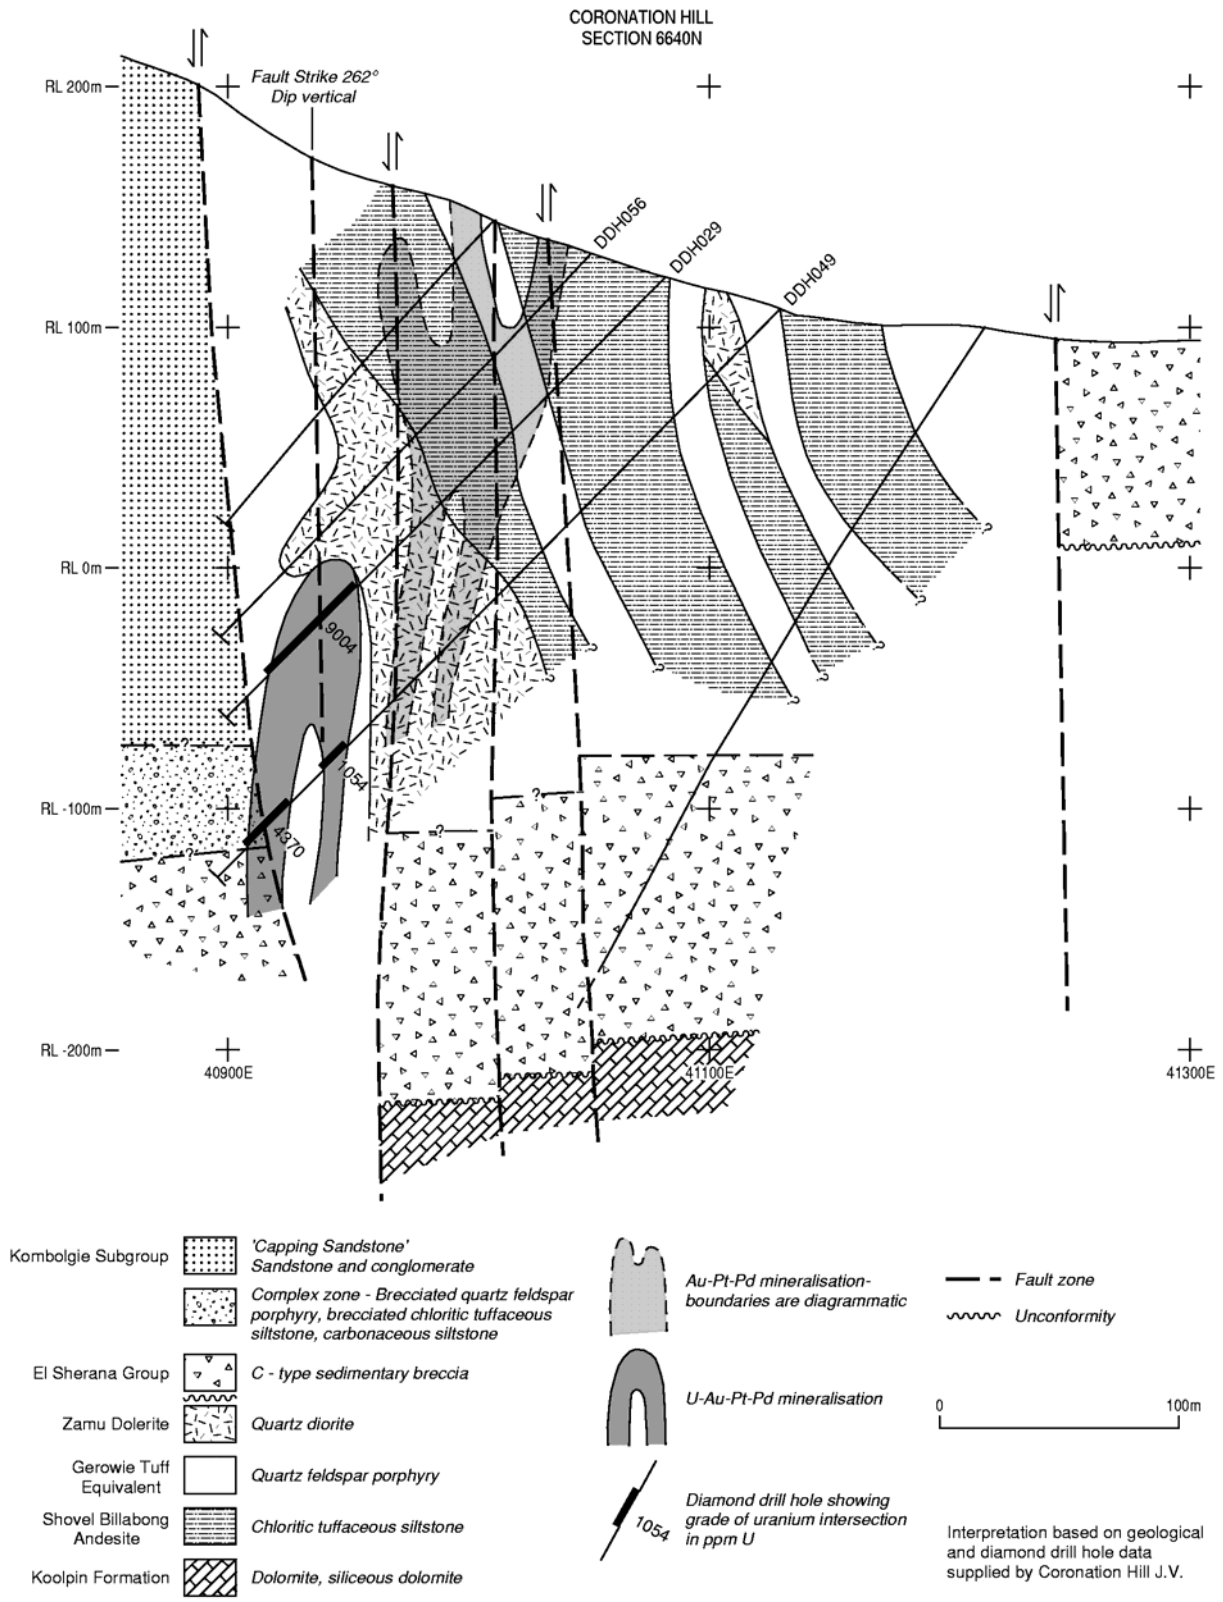 CORONATION HILL
SECTION 6640N
RL 200m
Fault Strike 262°
Dip vertical
DDH056
DDH029
DDH049
RL 100m
RL 0m
9004
?
?
?
?
?
?
?
?
?
?
1054
?
RL -100m
?
4370
?
RL -200m
40900E
41100E
41300E
Kombolgie Subgroup
'Capping Sandstone'
Sandstone and conglomerate
Complex zone - Brecciated quartz feldspar
porphyry, brecciated chloritic tuffaceous
siltstone, carbonaceous siltstone
El Sherana Group
C - type sedimentary breccia
Zamu Dolerite
Quartz diorite
Gerowie Tuff
Equivalent
Quartz feldspar porphyry
Shovel Billabong
Andesite
Chloritic tuffaceous siltstone
Koolpin Formation
Dolomite, siliceous dolomite
Au-Pt-Pd mineralisation-
boundaries are diagrammatic
U-Au-Pt-Pd mineralisation
1054
Diamond drill hole showing
grade of uranium intersection
in ppm U
Fault zone
Unconformity
0
100m
Interpretation based on geological
and diamond drill hole data
supplied by Coronation Hill J.V.